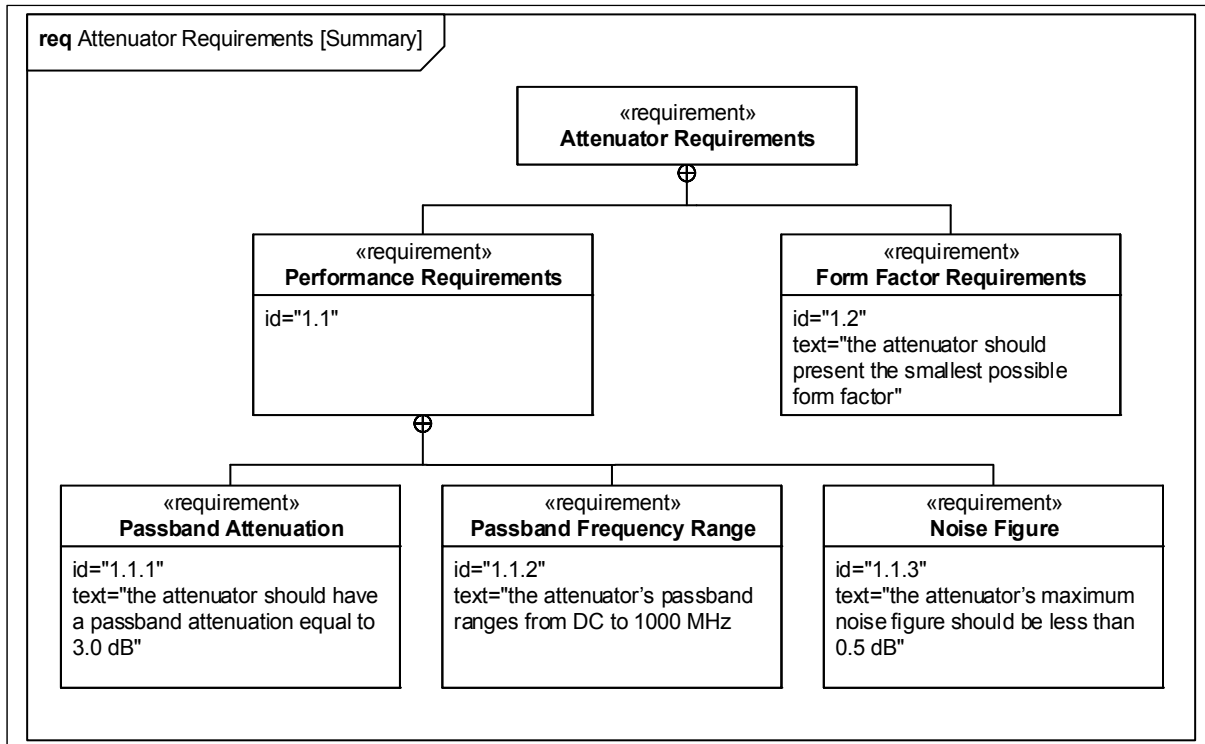 req Attenuator Requirements [Summary]
«requirement»
Attenuator Requirements
«requirement»
Performance Requirements
id="1.1"
«requirement»
Form Factor Requirements
id="1.2"
text="the attenuator should
present the smallest possible
form factor"
«requirement»
Passband Attenuation
id="1.1.1"
text="the attenuator should have
a passband attenuation equal to
3.0 dB"
«requirement»
Passband Frequency Range
id="1.1.2"
text="the attenuator’s passband
ranges from DC to 1000 MHz
«requirement»
Noise Figure
id="1.1.3"
text="the attenuator’s maximum
noise figure should be less than
0.5 dB"